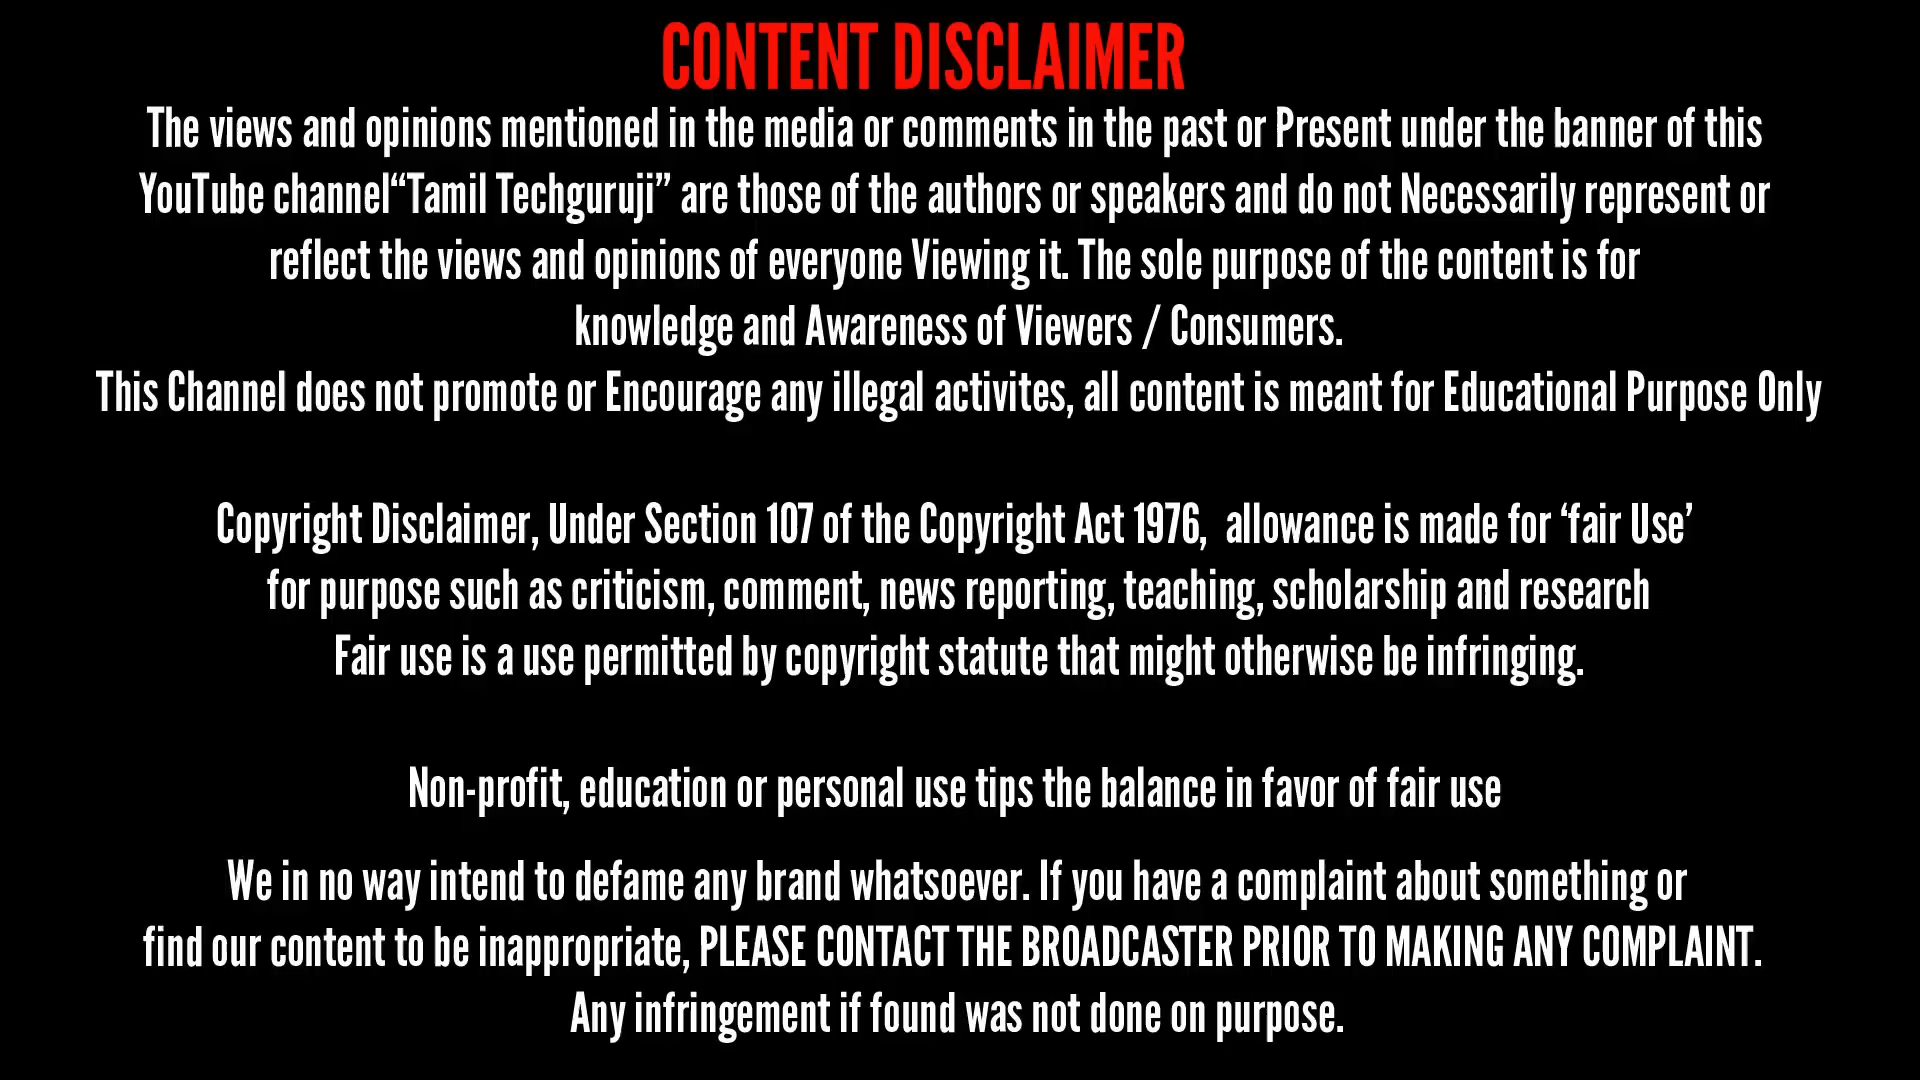 CONTENT DISCLAIMER
The views and opinions mentioned in the media or comments in the past or Present under the banner of this
YouTube channel“Tamil Techguruji” are those of the authors or speakers and do not Necessarily represent or
reflect the views and opinions of everyone Viewing it. The sole purpose of the content is for
knowledge and Awareness of Viewers / Consumers.
This Channel does not promote or Encourage any illegal activites, all content is meant for Educational Purpose Only
Copyright Disclaimer, Under Section 107 of the Copyright Act 1976,  allowance is made for ‘fair Use’
for purpose such as criticism, comment, news reporting, teaching, scholarship and research
Fair use is a use permitted by copyright statute that might otherwise be infringing.
Non-profit, education or personal use tips the balance in favor of fair use
We in no way intend to defame any brand whatsoever. If you have a complaint about something or
find our content to be inappropriate, PLEASE CONTACT THE BROADCASTER PRIOR TO MAKING ANY COMPLAINT.
Any infringement if found was not done on purpose.